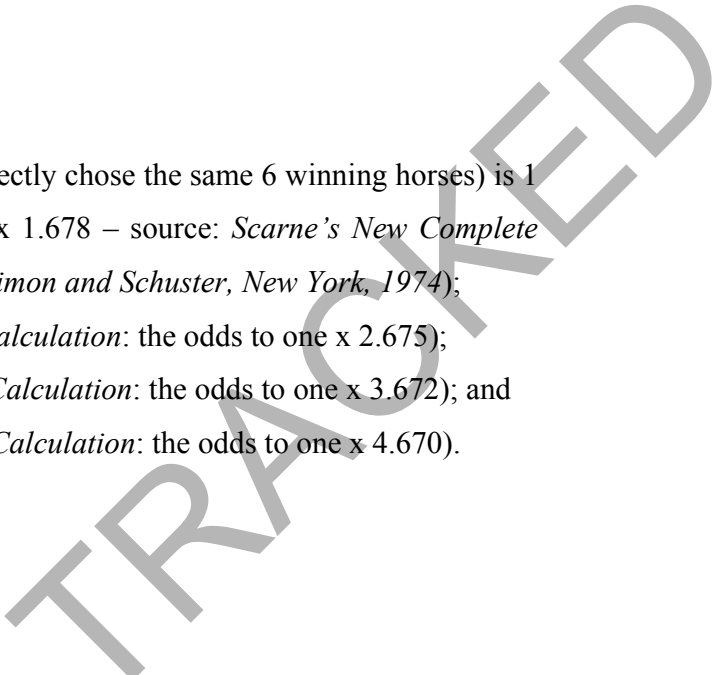 ectly chose the same 6 winning horses) is 1
x 1.678 – source: Scarne’s New Complete
imon and Schuster, New York, 1974);
alculation: the odds to one x 2.675);
Calculation: the odds to one x 3.672); and
Calculation: the odds to one x 4.670).
TRACKED